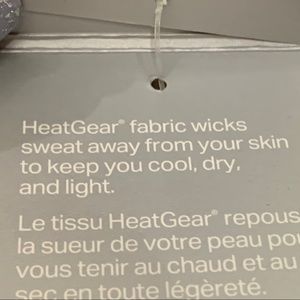 HeatGear® fabric wicks
sweat away from your skin
to keep you cool, dry,
and light.
Le tissu HeatGear® repous
la sueur de votre peau pou
vous tenir au chaud et au
sec en toute légèreté.